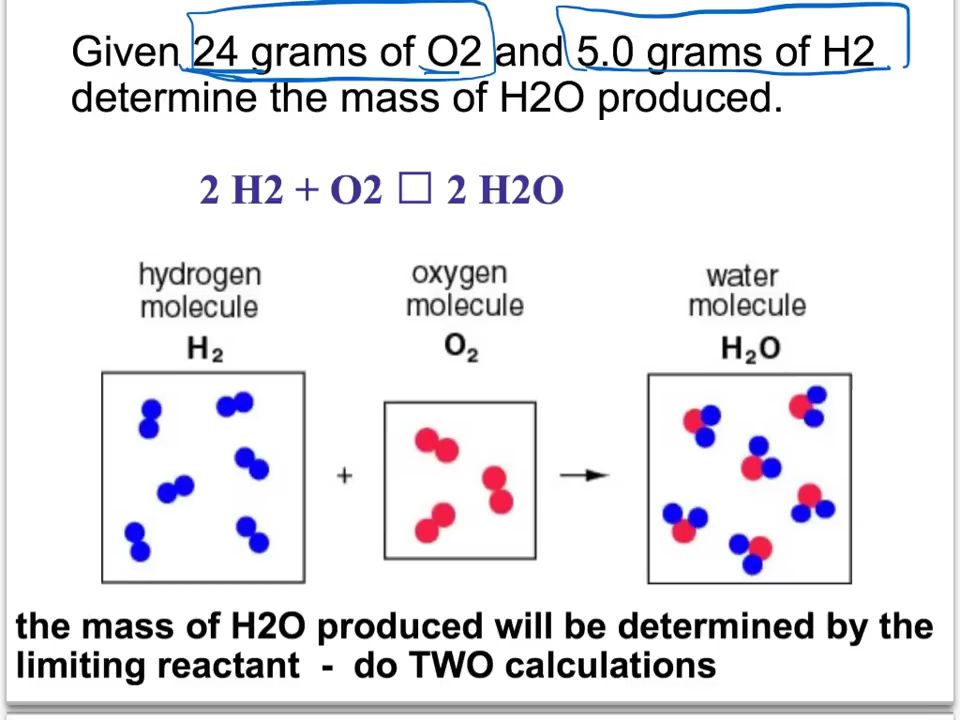 Given 24 grams of O2 and 5.0 grams of H2
determine the mass of H2O produced.
2 H2 + O2 □ 2 H2O
hydrogen
molecule
H₂
oxygen
molecule
O₂
water
molecule
H₂O
+
→
the mass of H2O produced will be determined by the
limiting reactant - do TWO calculations